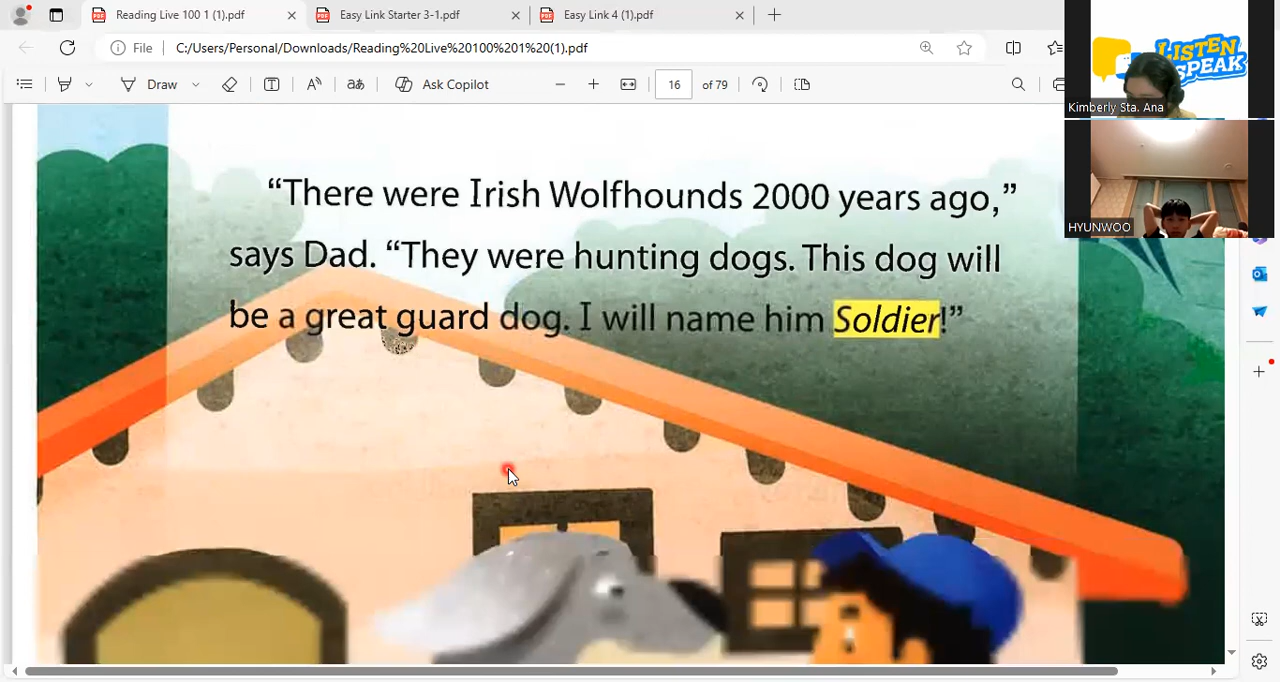 Reading Live 100 1 (1).pdf
Easy Link Starter 3-1.pdf
Easy Link 4 (1).pdf
File
C:/Users/Personal/Downloads/Reading%20Live%20100%201%20(1).pdf
Draw
aあ
Ask Copilot
16 of 79
LISTEN
SPEAK
Kimberly Sta. Ana
HYUNWOO
“There were Irish Wolfhounds 2000 years ago,”
says Dad. “They were hunting dogs. This dog will
be a great guard dog. I will name him Soldier!”